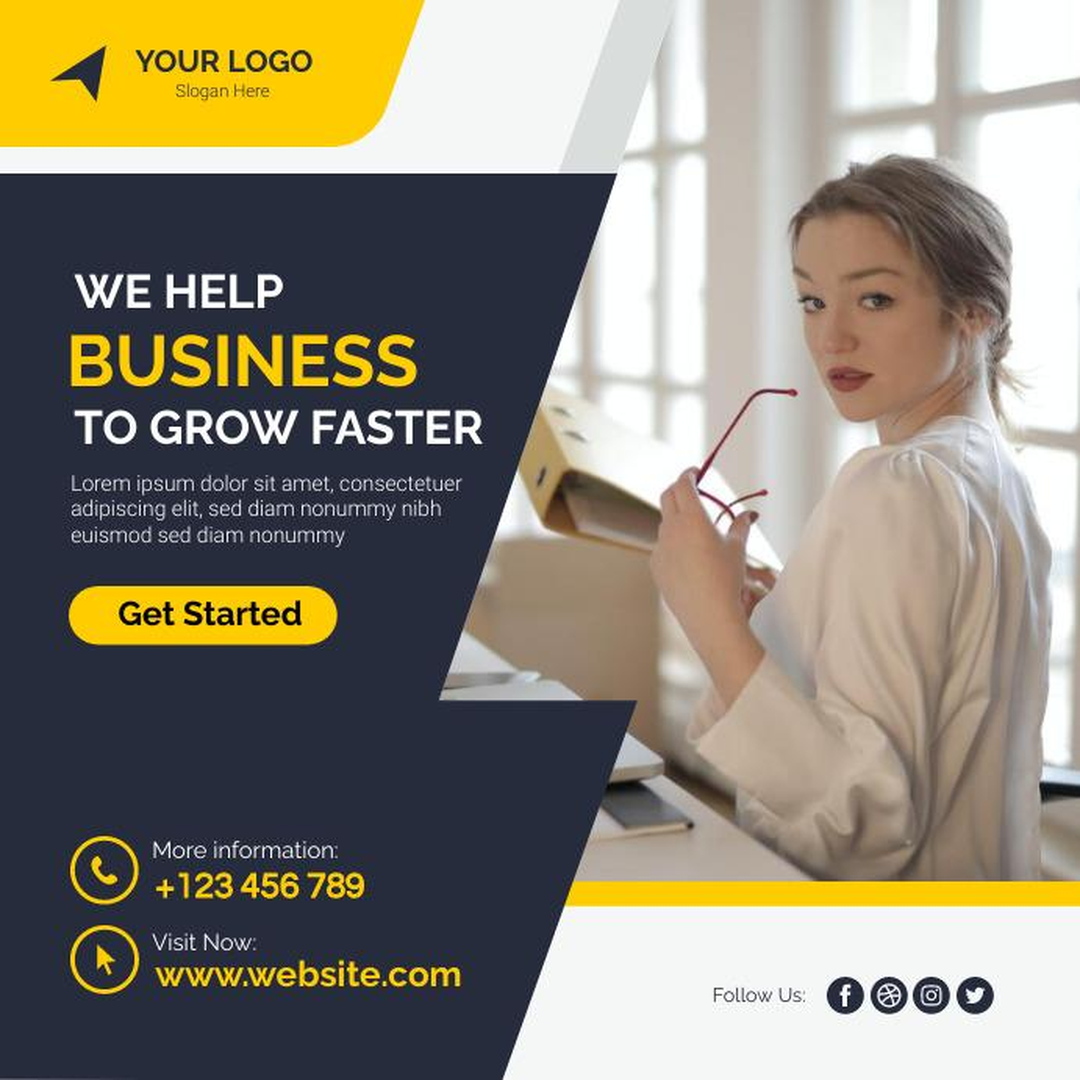 YOUR LOGO
Slogan Here
WE HELP
BUSINESS
TO GROW FASTER
Lorem ipsum dolor sit amet, consectetuer
adipiscing elit, sed diam nonummy nibh
euismod sed diam nonummy
Get Started
More information:
+123 456 789
Visit Now:
www.website.com
Follow Us: